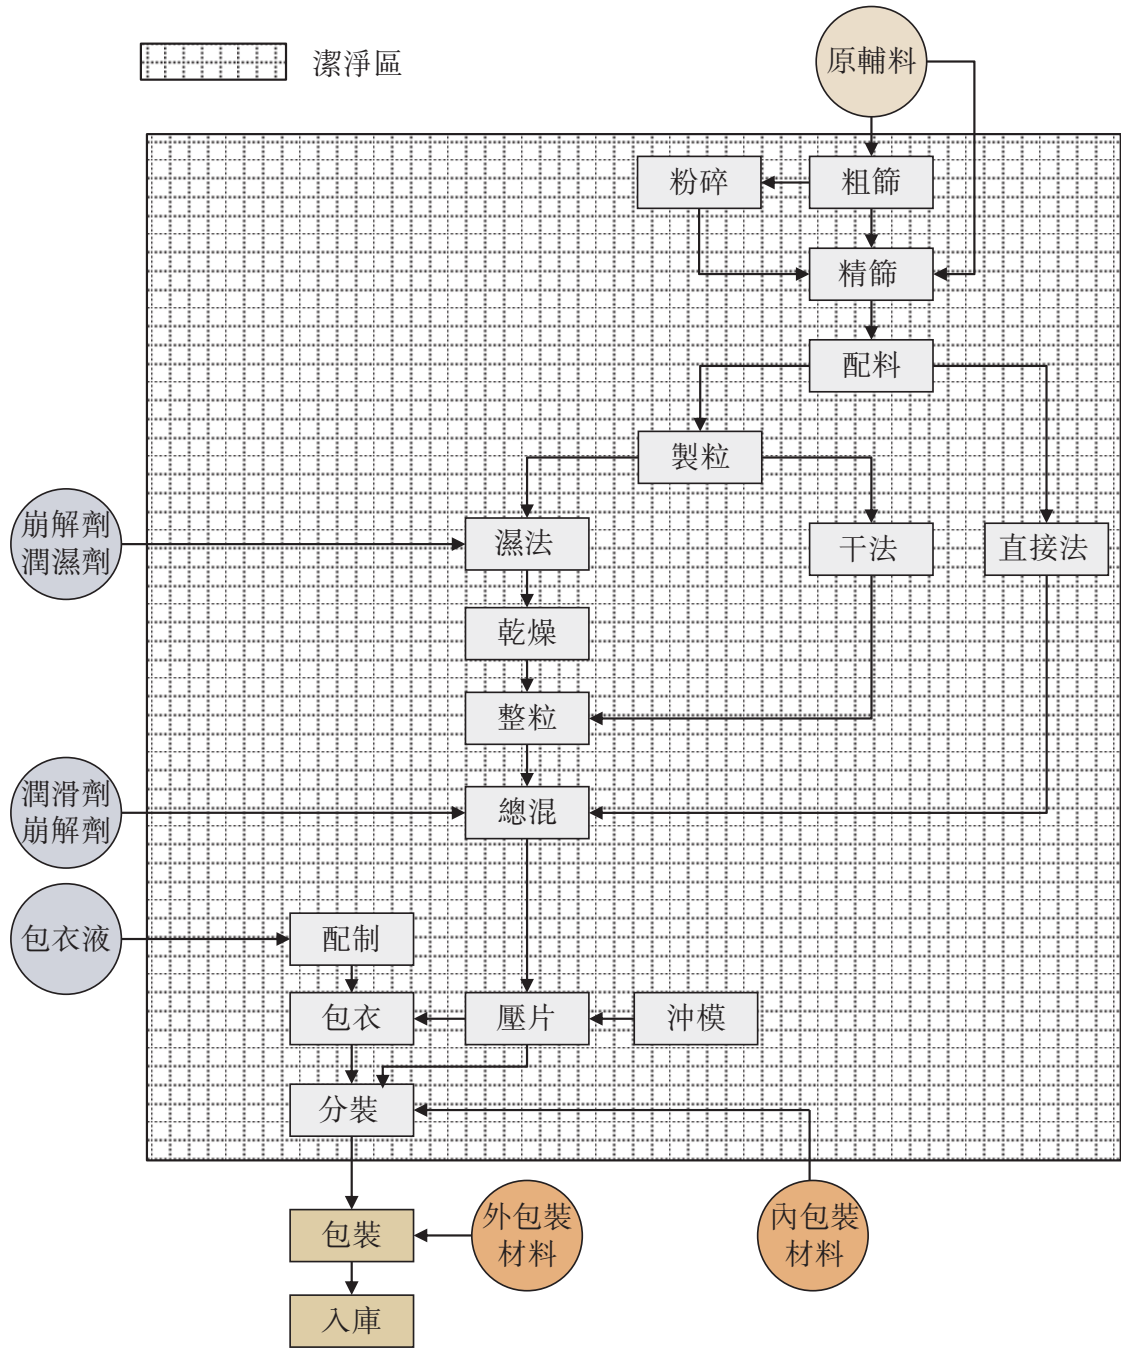 潔淨區
原輔料
粉碎
粗篩
精篩
配料
製粒
崩解劑
潤濕劑
濕法
干法
直接法
乾燥
整粒
潤滑劑
崩解劑
總混
包衣液
配制
包衣
壓片
沖模
分裝
包裝
外包裝
材料
內包裝
材料
入庫